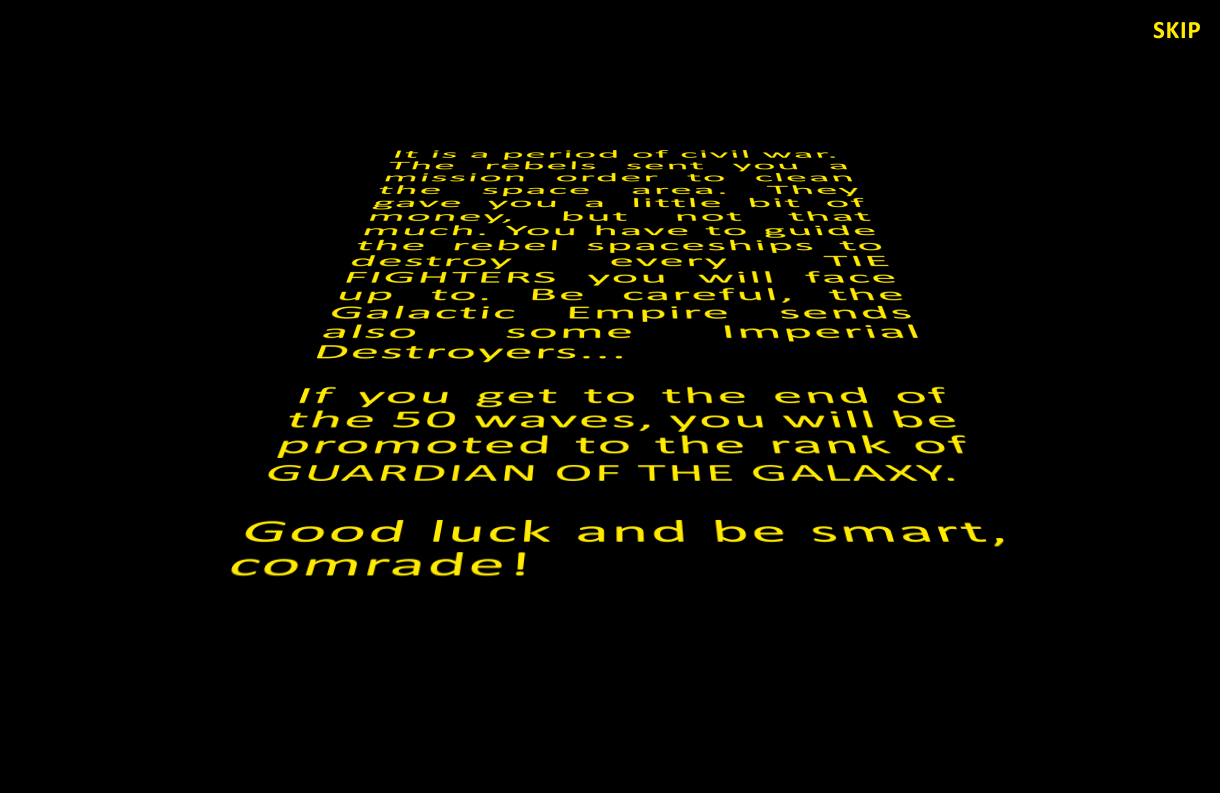 SKIP
It is a period of civil war.
The rebels sent you a
mission order to clean
the space area. They
gave you a little bit of
money, but not that
much. You have to guide
the rebel spaceships to
destroy every TIE
FIGHTERS you will face
up to. Be careful, the
Galactic Empire sends
also some Imperial
Destroyers...
If you get to the end of
the 50 waves, you will be
promoted to the rank of
GUARDIAN OF THE GALAXY.
Good luck and be smart,
comrade!